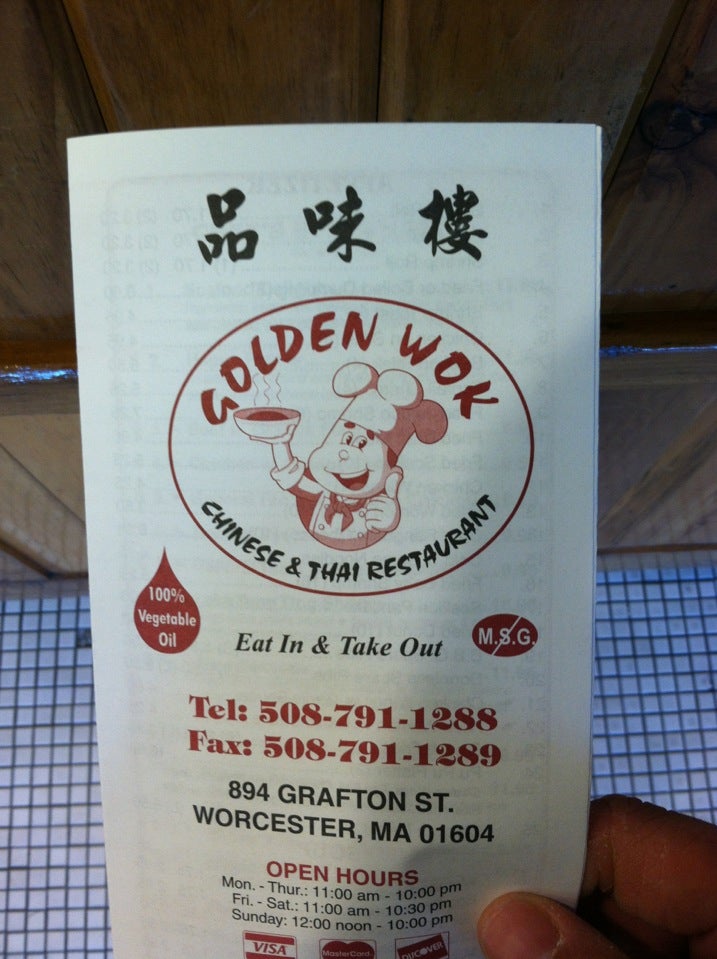 品味樓
GOLDEN WOK
CHINESE & THAI RESTAURANT
100%
Vegetable
Oil
Eat In & Take Out
M.S.G.
Tel: 508-791-1288
Fax: 508-791-1289
894 GRAFTON ST.
WORCESTER, MA 01604
OPEN HOURS
Mon. - Thur.: 11:00 am - 10:00 pm
Fri. - Sat.: 11:00 am - 10:30 pm
Sunday: 12:00 noon - 10:00 pm
VISA MasterCard DISCOVER